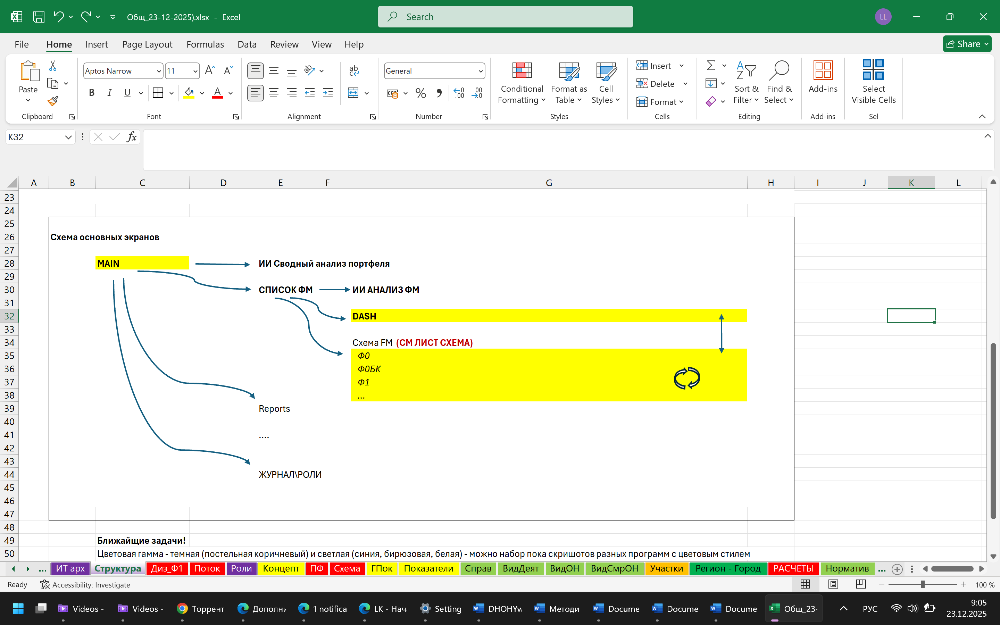 Общ_23-12-2025).xlsx - Excel
Search
LL
File Home Insert Page Layout Formulas Data Review View Help
Share
Paste
Clipboard
Aptos Narrow 11
B I U
Font
Alignment
General
Number
Conditional Formatting
Format as Table
Cell Styles
Styles
Insert
Delete
Format
Cells
Sort & Filter
Find & Select
Editing
Add-ins
Add-ins
Select Visible Cells
Sel
K32
fx
A B C D E F G H I J K L
23
24
25
26 Схема основных экранов
27
28 MAIN ИИ Сводный анализ портфеля
29
30 СПИСОК ФМ ИИ АНАЛИЗ ФМ
31
32 DASH
33
34 Схема FM (СМ ЛИСТ СХЕМА)
35 Ф0
36 Ф0БК
37 Ф1
38 ...
39 Reports
40
41 ....
42
43
44 ЖУРНАЛ\РОЛИ
45
46
47
48
49 Ближайщие задачи!
50 Цветовая гамма - темная (постельная коричневый) и светлая (синия, бирюзовая, белая) - можно набор пока скришотов разных программ с цветовым стилем
... ИТ арх Структура Диз_Ф1 Поток Роли Концепт ПФ Схема ГПок Показатели Справ ВидДеят ВидОН ВидСмрОН Участки Регион - Город РАСЧЕТЫ Норматив ...
Ready Accessibility: Investigate 100 %
Videos - Videos - Торрент Дополн 1 notifica LK - Нач Setting DHOHYw Методи Docume Docume Docume Общ_23- РУС 9:05
23.12.2025